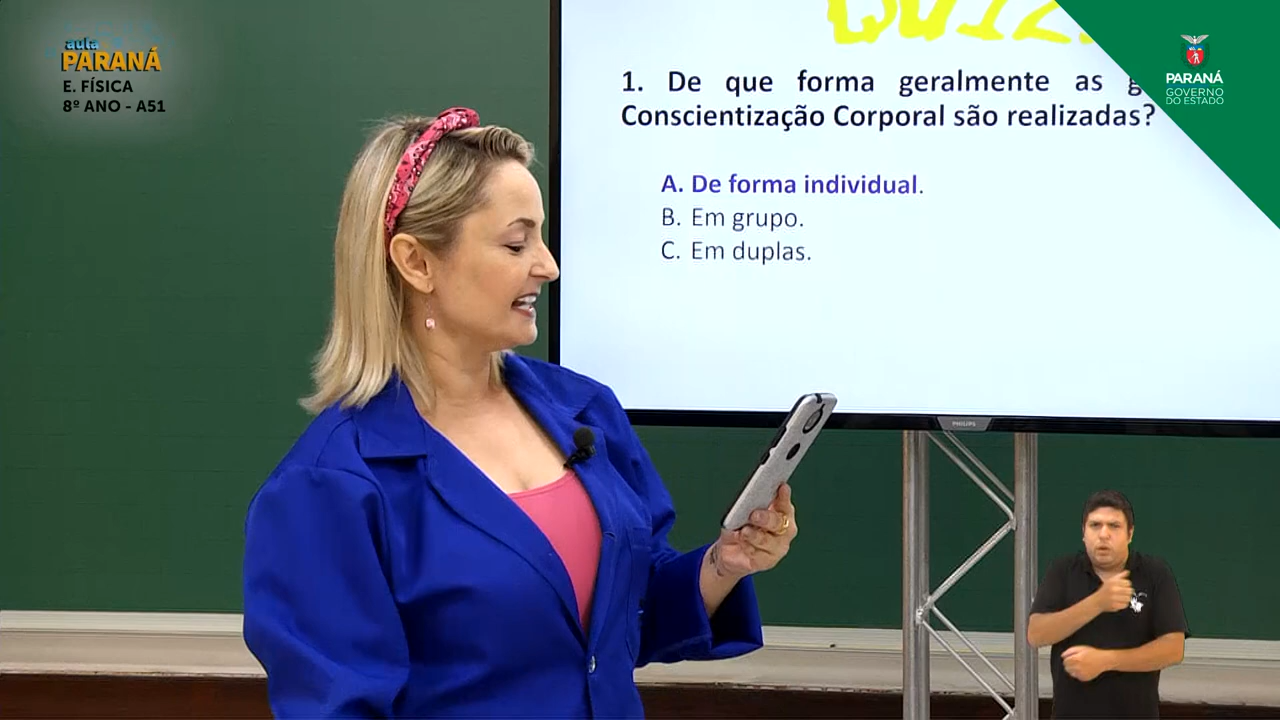 aula
PARANÁ
E. FÍSICA
8º ANO - A51
QUIZ
1. De que forma geralmente as
Conscientização Corporal são realizadas?
A. De forma individual.
B. Em grupo.
C. Em duplas.
PHILIPS
PARANÁ
GOVERNO
DO ESTADO